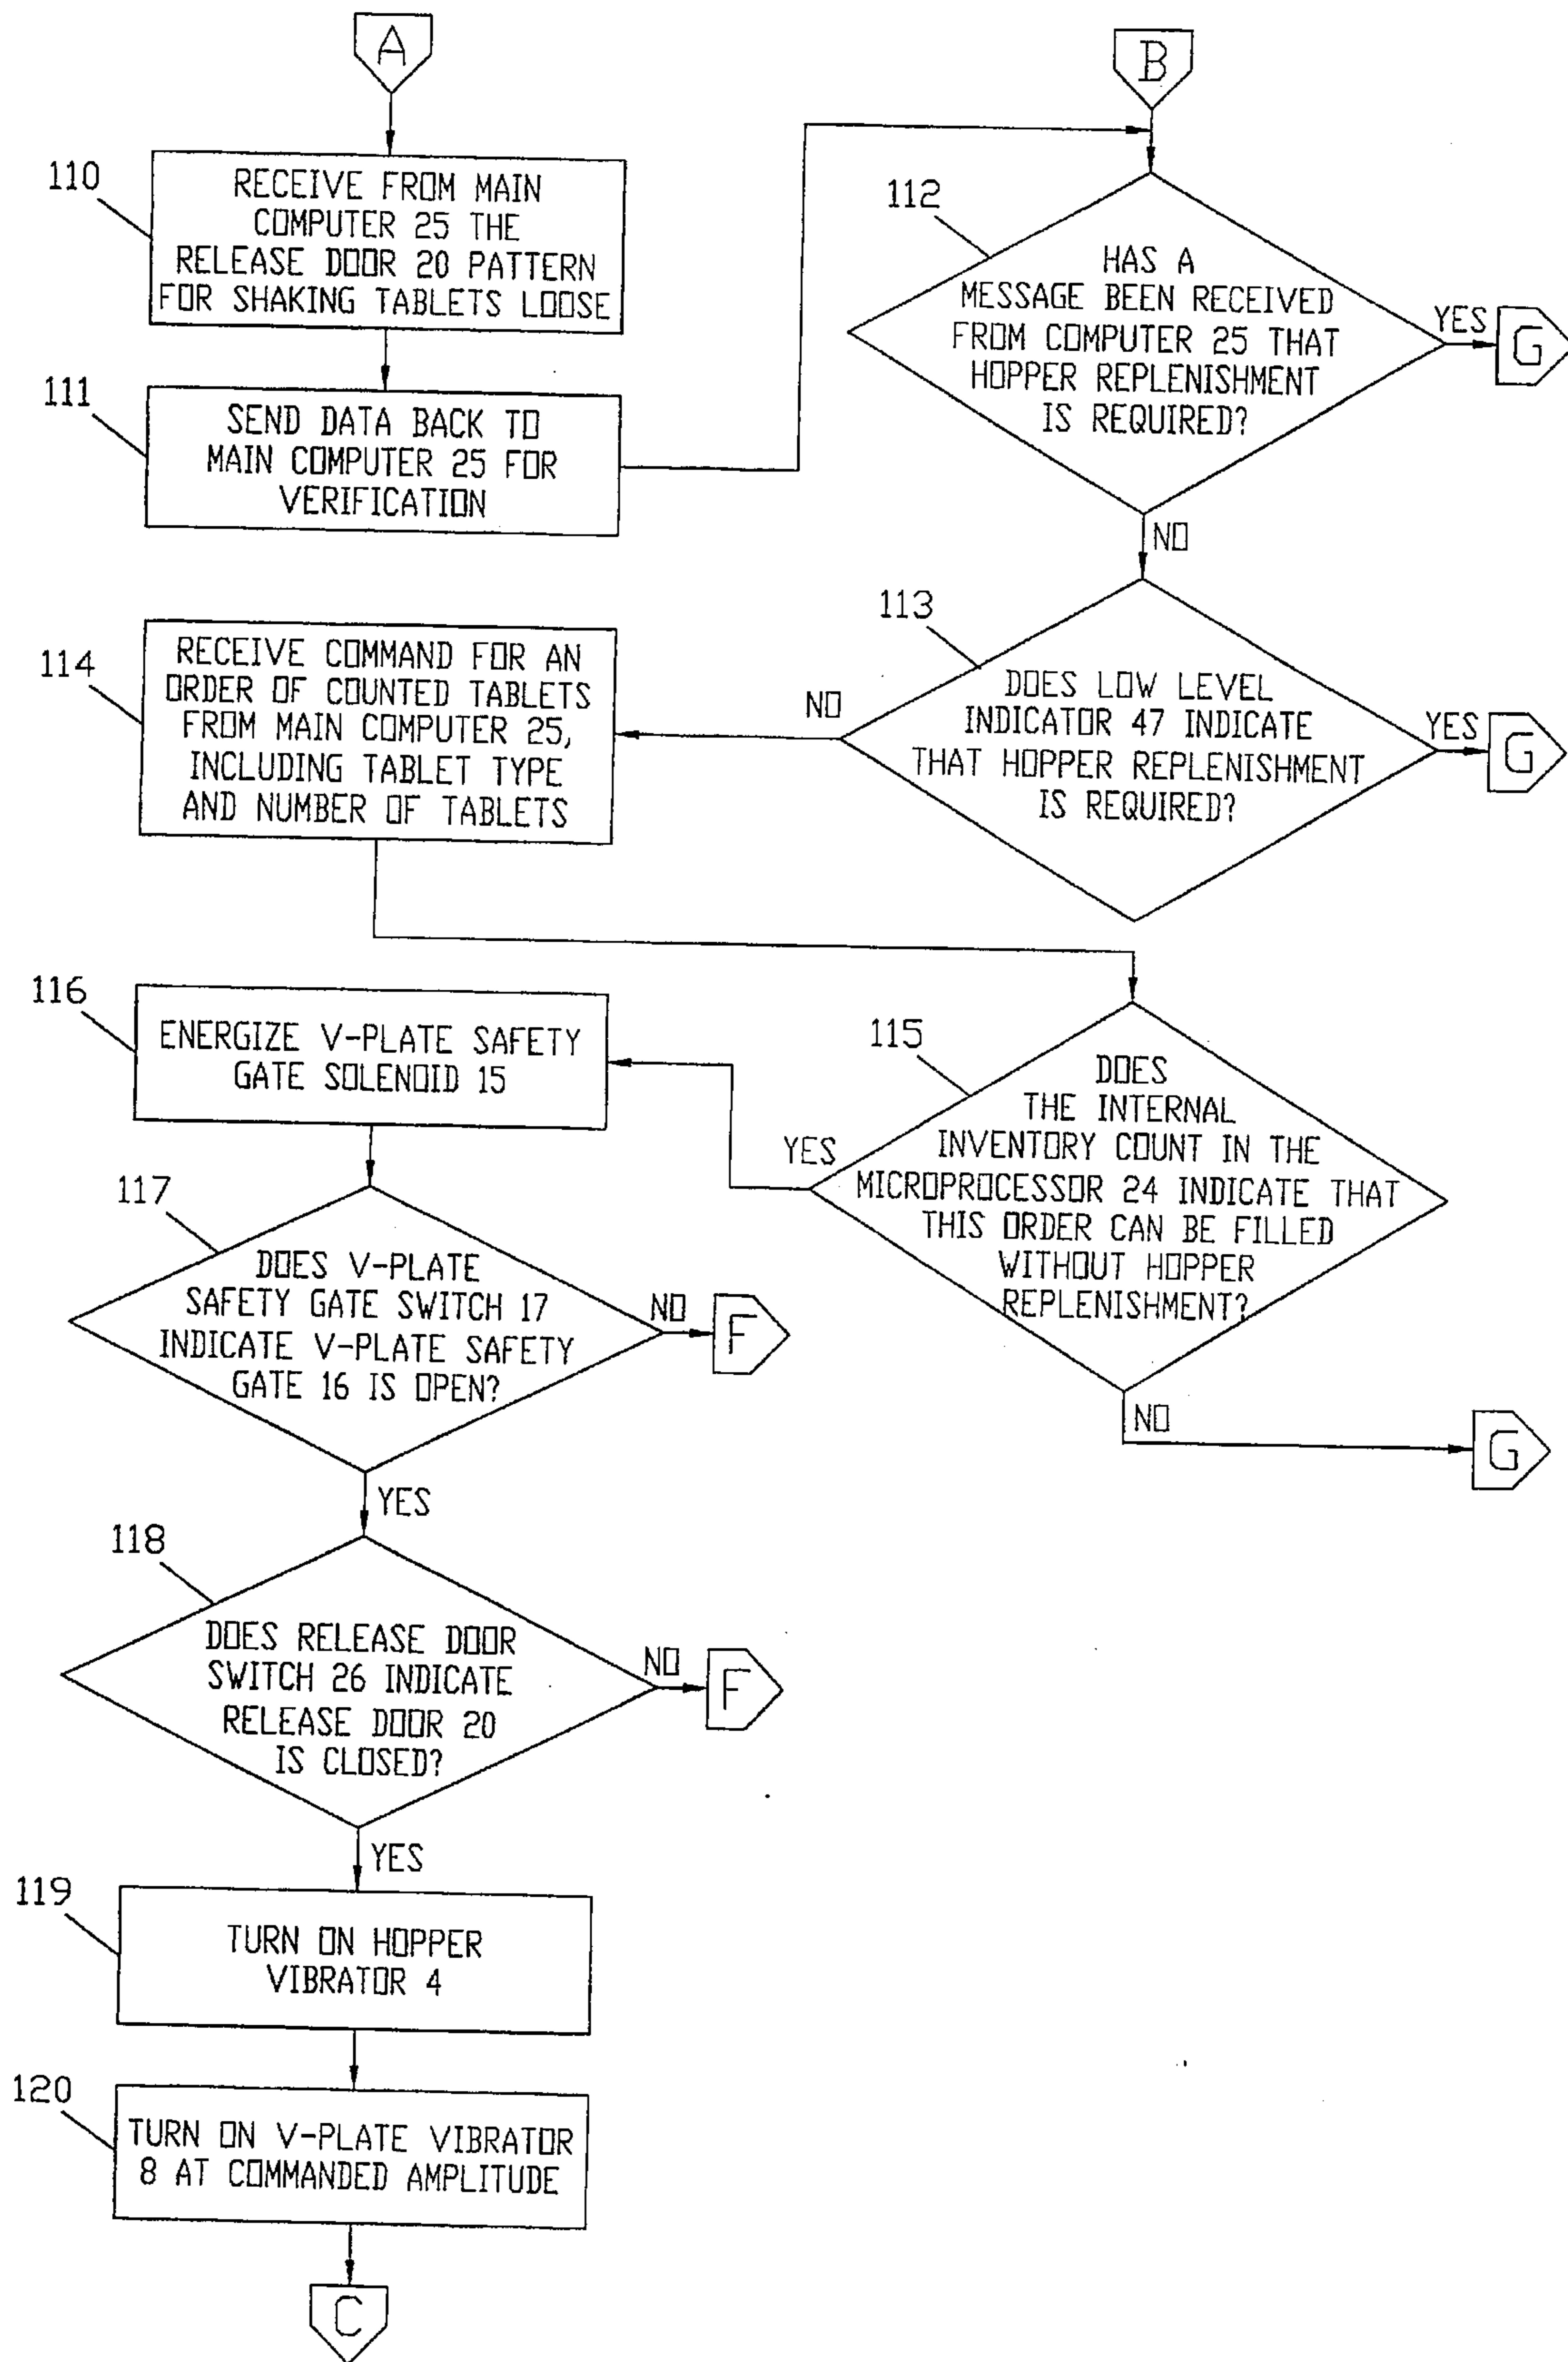 A
110
RECEIVE FROM MAIN
COMPUTER 25 THE
RELEASE DOOR 20 PATTERN
FOR SHAKING TABLETS LOOSE
111
SEND DATA BACK TO
MAIN COMPUTER 25 FOR
VERIFICATION
B
112
HAS A
MESSAGE BEEN RECEIVED
FROM COMPUTER 25 THAT
HOPPER REPLENISHMENT
IS REQUIRED?
YES
G
NO
113
DOES LOW LEVEL
INDICATOR 47 INDICATE
THAT HOPPER REPLENISHMENT
IS REQUIRED?
YES
G
NO
114
RECEIVE COMMAND FOR AN
ORDER OF COUNTED TABLETS
FROM MAIN COMPUTER 25,
INCLUDING TABLET TYPE
AND NUMBER OF TABLETS
115
DOES
THE INTERNAL
INVENTORY COUNT IN THE
MICROPROCESSOR 24 INDICATE THAT
THIS ORDER CAN BE FILLED
WITHOUT HOPPER
REPLENISHMENT?
YES
NO
G
116
ENERGIZE V-PLATE SAFETY
GATE SOLENOID 15
117
DOES V-PLATE
SAFETY GATE SWITCH 17
INDICATE V-PLATE SAFETY
GATE 16 IS OPEN?
NO
F
YES
118
DOES RELEASE DOOR
SWITCH 26 INDICATE
RELEASE DOOR 20
IS CLOSED?
NO
F
YES
119
TURN ON HOPPER
VIBRATOR 4
120
TURN ON V-PLATE VIBRATOR
8 AT COMMANDED AMPLITUDE
C